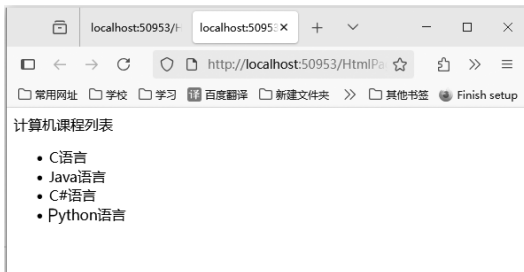 localhost:50953/H
localhost:50953
http://localhost:50953/HtmlPa
常用网址 学校 学习 百度翻译 新建文件夹 其他书签 Finish setup
计算机课程列表
C语言
Java语言
C#语言
Python语言